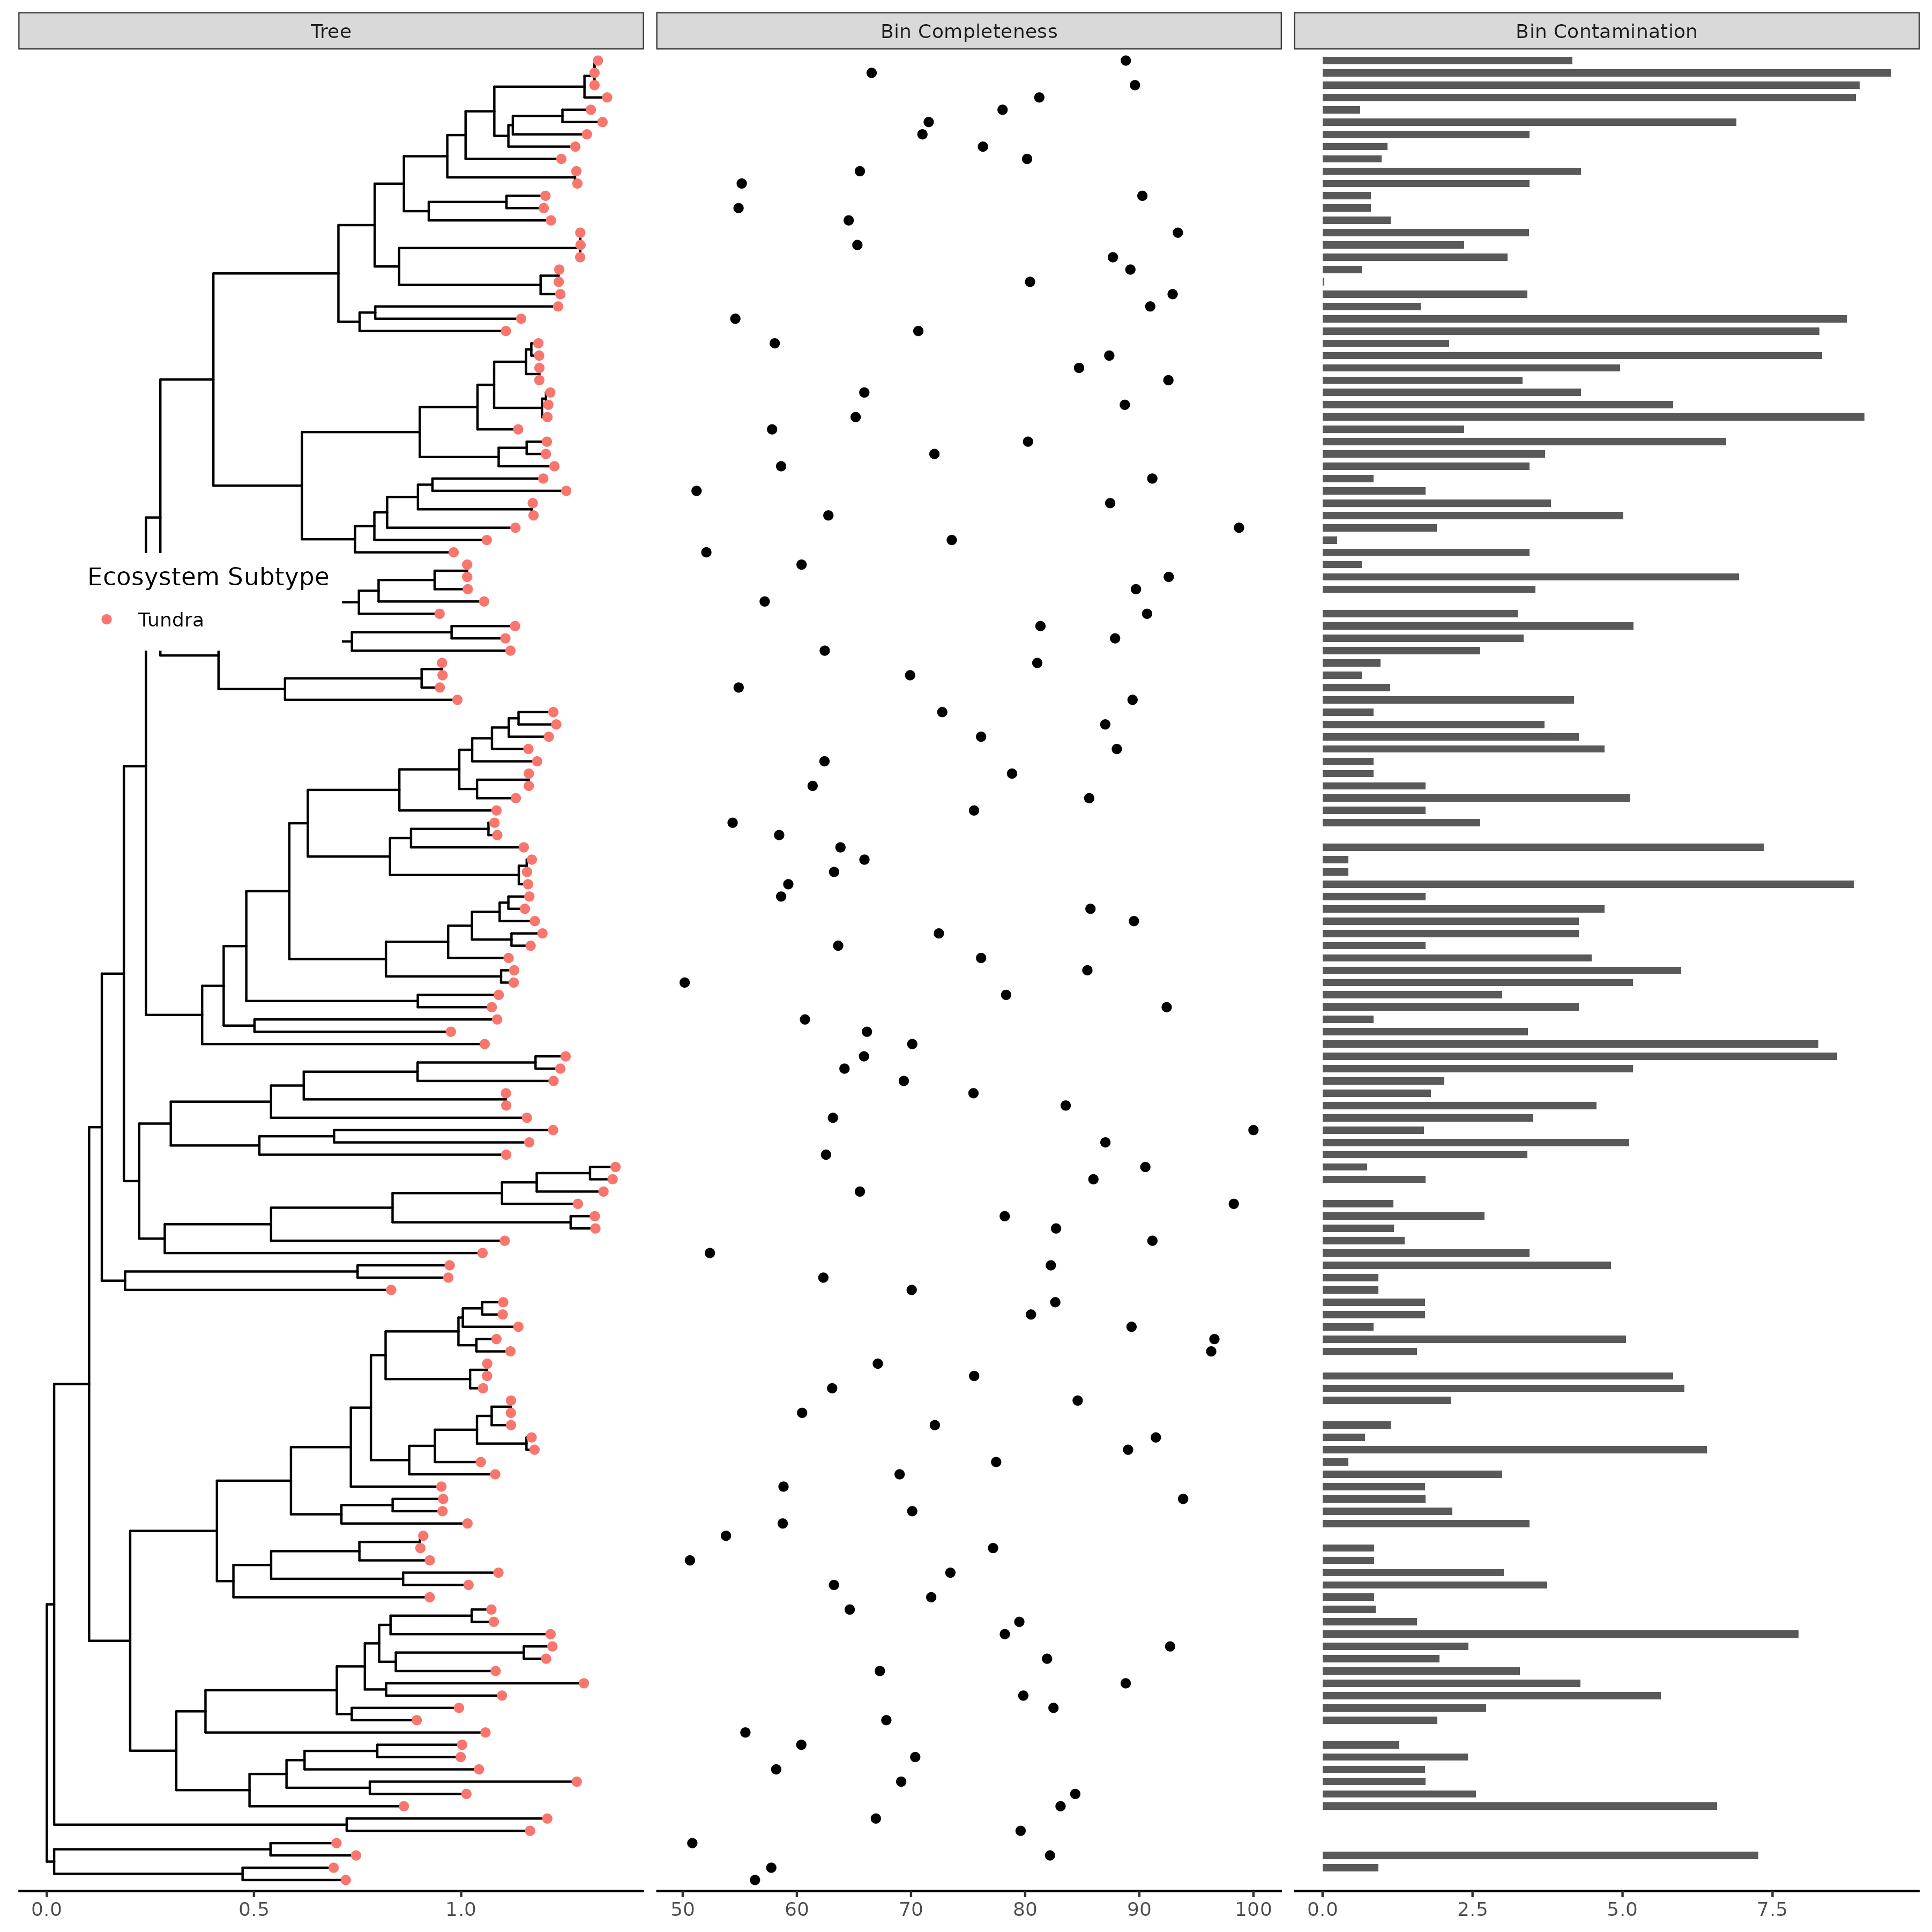 Tree
Bin Completeness
Bin Contamination
Ecosystem Subtype
Tundra
0.0 0.5 1.0
50 60 70 80 90 100
0.0 2.5 5.0 7.5